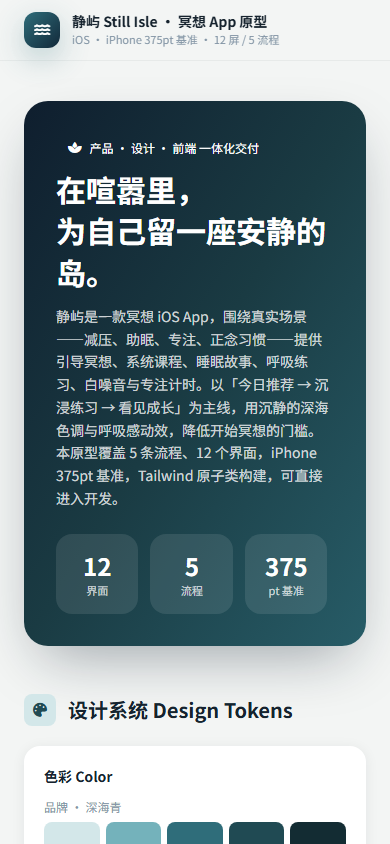 静屿 Still Isle · 冥想 App 原型
iOS · iPhone 375pt 基准 · 12 屏 / 5 流程
产品 · 设计 · 前端 一体化交付
在喧嚣里，
为自己留一座安静的
岛。
静屿是一款冥想 iOS App，围绕真实场景
——减压、助眠、专注、正念习惯——提供
引导冥想、系统课程、睡眠故事、呼吸练
习、白噪音与专注计时。以「今日推荐 → 沉
浸练习 → 看见成长」为主线，用沉静的深海
色调与呼吸感动效，降低开始冥想的门槛。
本原型覆盖 5 条流程、12 个界面，iPhone
375pt 基准，Tailwind 原子类构建，可直接
进入开发。
12 5 375
界面 流程 pt 基准
设计系统 Design Tokens
色彩 Color
品牌 · 深海青